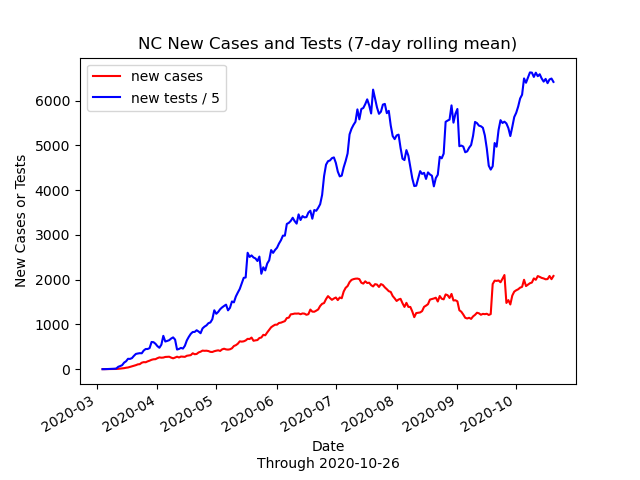 NC New Cases and Tests (7-day rolling mean)
new cases
new tests / 5
New Cases or Tests
6000
5000
4000
3000
2000
1000
0
2020-03
2020-04
2020-05
2020-06
2020-07
2020-08
2020-09
2020-10
Date
Through 2020-10-26